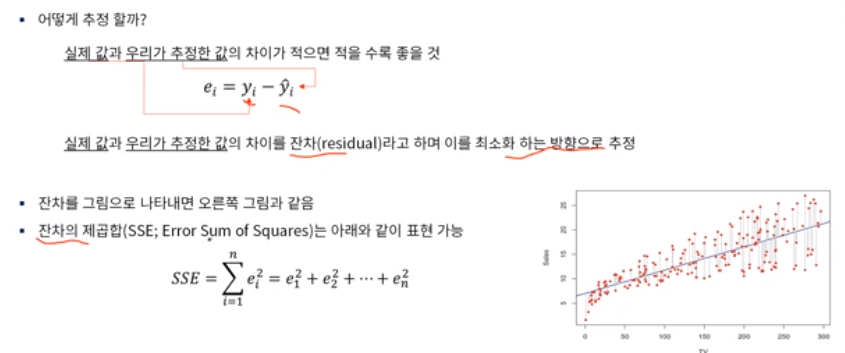 ▪ 어떻게 추정 할까?
실제 값과 우리가 추정한 값의 차이가 적으면 적을 수록 좋을 것
e_i = y_i − ŷ_i
실제 값과 우리가 추정한 값의 차이를 잔차(residual)라고 하며 이를 최소화 하는 방향으로 추정
▪ 잔차를 그림으로 나타내면 오른쪽 그림과 같음
▪ 잔차의 제곱합(SSE; Error Sum of Squares)는 아래와 같이 표현 가능
SSE = ∑_{i=1}^{n} e_i^2 = e_1^2 + e_2^2 + ⋯ + e_n^2
Sales
25
20
15
10
5
0 50 100 150 200 250 300
TV